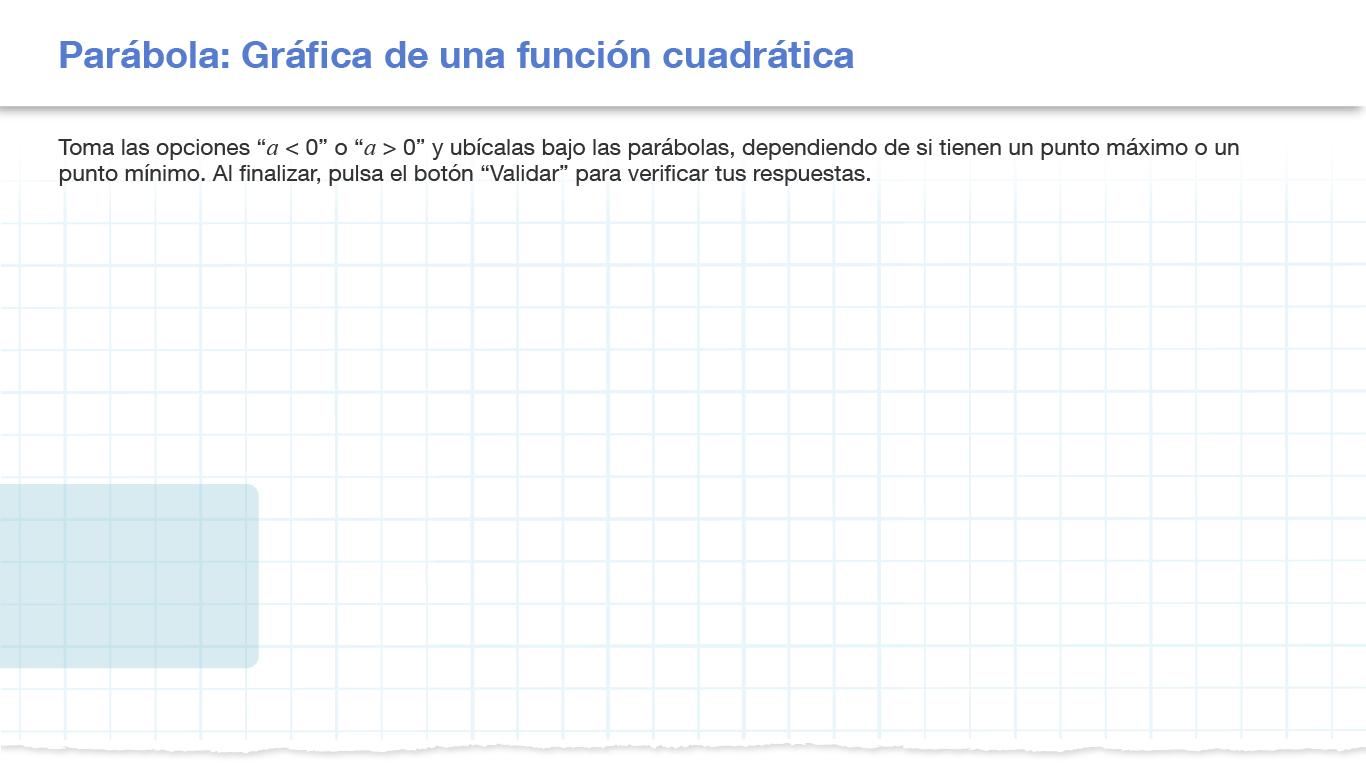 Parábola: Gráfica de una función cuadrática
Toma las opciones “a < 0” o “a > 0” y ubícalas bajo las parábolas, dependiendo de si tienen un punto máximo o un
punto mínimo. Al finalizar, pulsa el botón “Validar” para verificar tus respuestas.